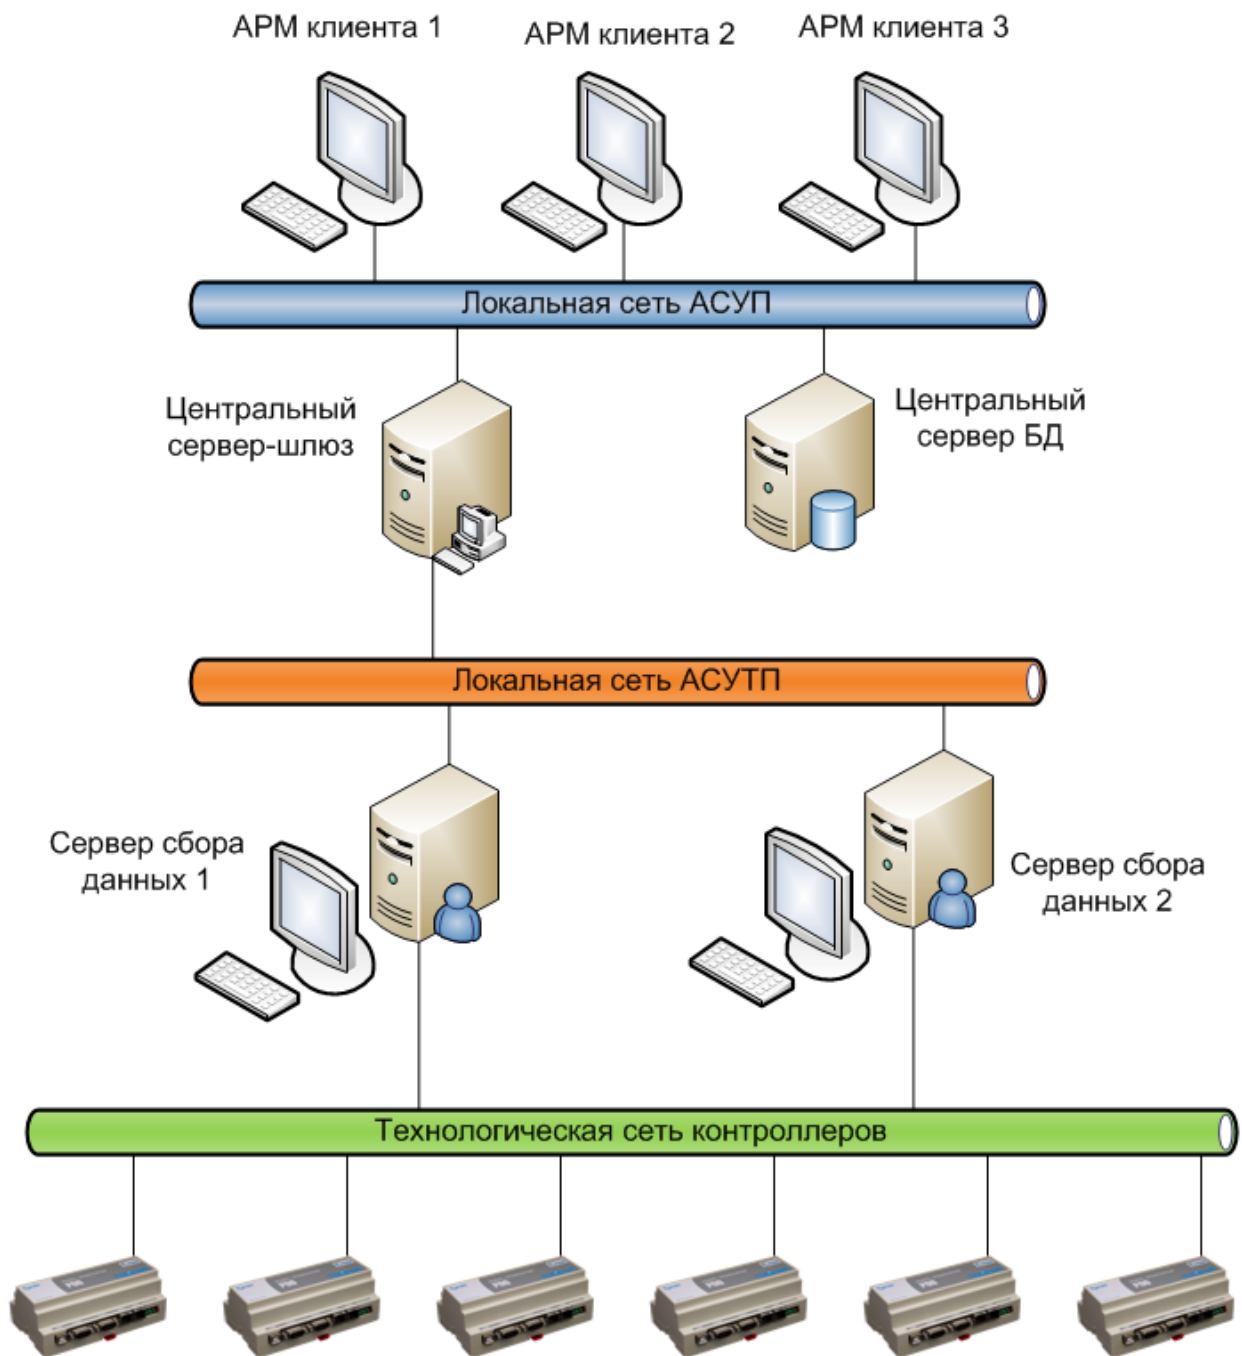 АРМ клиента 1
АРМ клиента 2
АРМ клиента 3
Локальная сеть АСУП
Центральный
сервер-шлюз
Центральный
сервер БД
Локальная сеть АСУТП
Сервер сбора
данных 1
Сервер сбора
данных 2
Технологическая сеть контроллеров